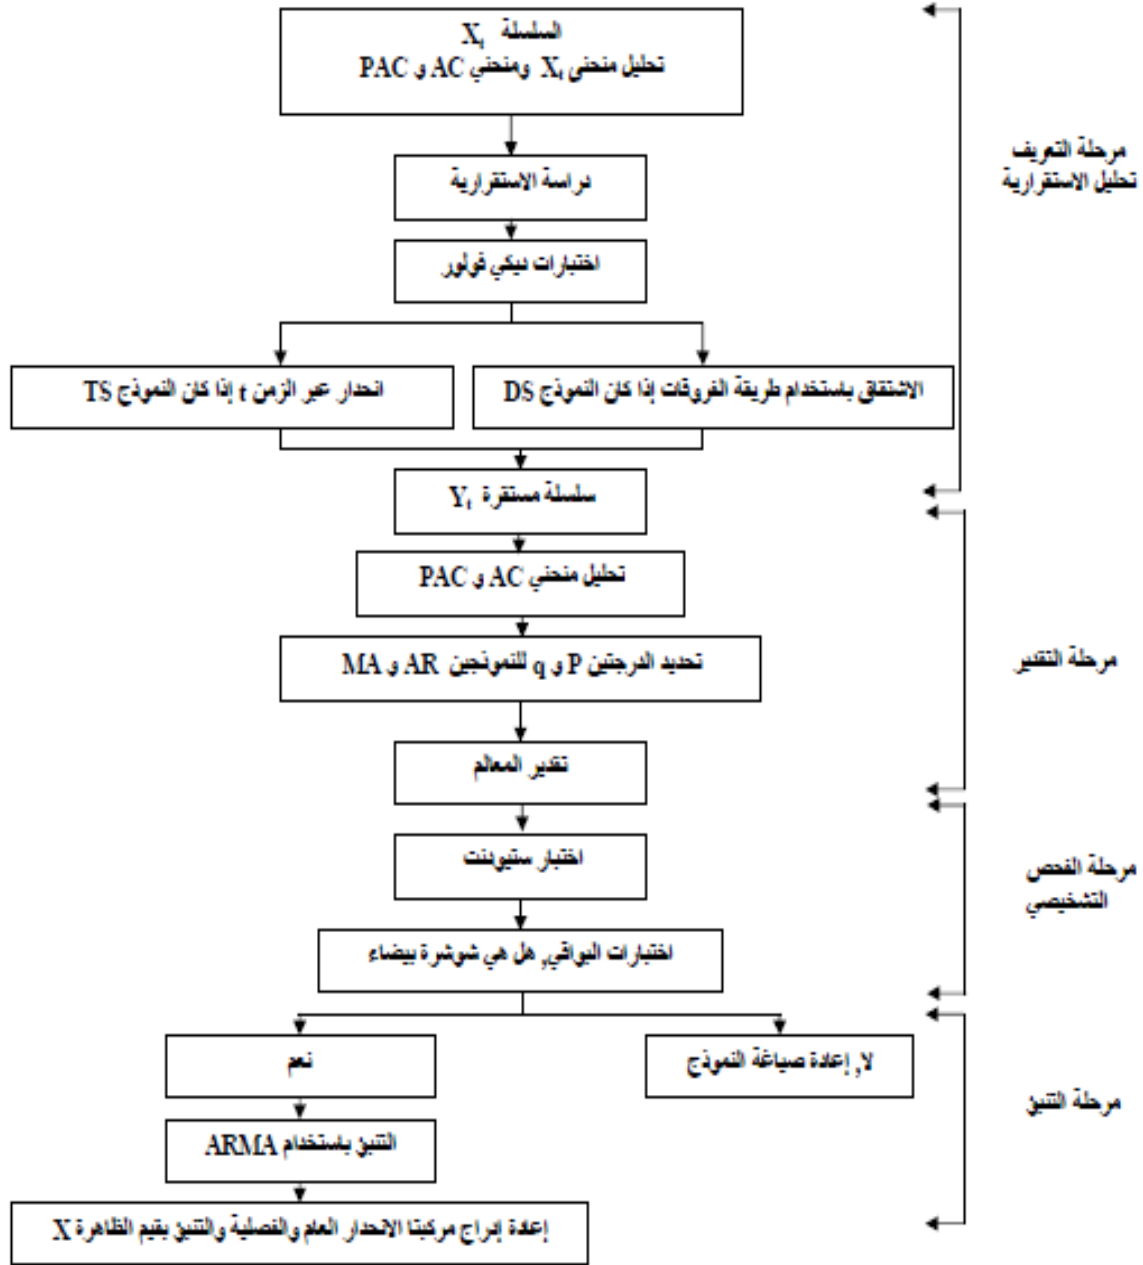 السلسلة Xt
تحليل منحنى Xt ومنحني AC و PAC
مرحلة التعريف
تحليل الاستقرارية
دراسة الاستقرارية
اختبارات ديكي فولور
انحدار عبر الزمن t إذا كان النموذج TS
الاشتقاق باستخدام طريقة الفروقات إذا كان النموذج DS
سلسلة مستقرة Yt
تحليل منحني AC و PAC
تحديد الدرجتين P و q للنموذجين AR و MA
مرحلة التقدير
تقدير المعالم
اختبار ستيودنت
مرحلة الفحص
التشخيصي
اختبارات البواقي, هل هي شوشرة بيضاء
نعم
لا, إعادة صياغة النموذج
مرحلة التنبؤ
التنبؤ باستخدام ARMA
إعادة إدراج مركبتا الانحدار العام والفصلية والتنبؤ بقيم الظاهرة X